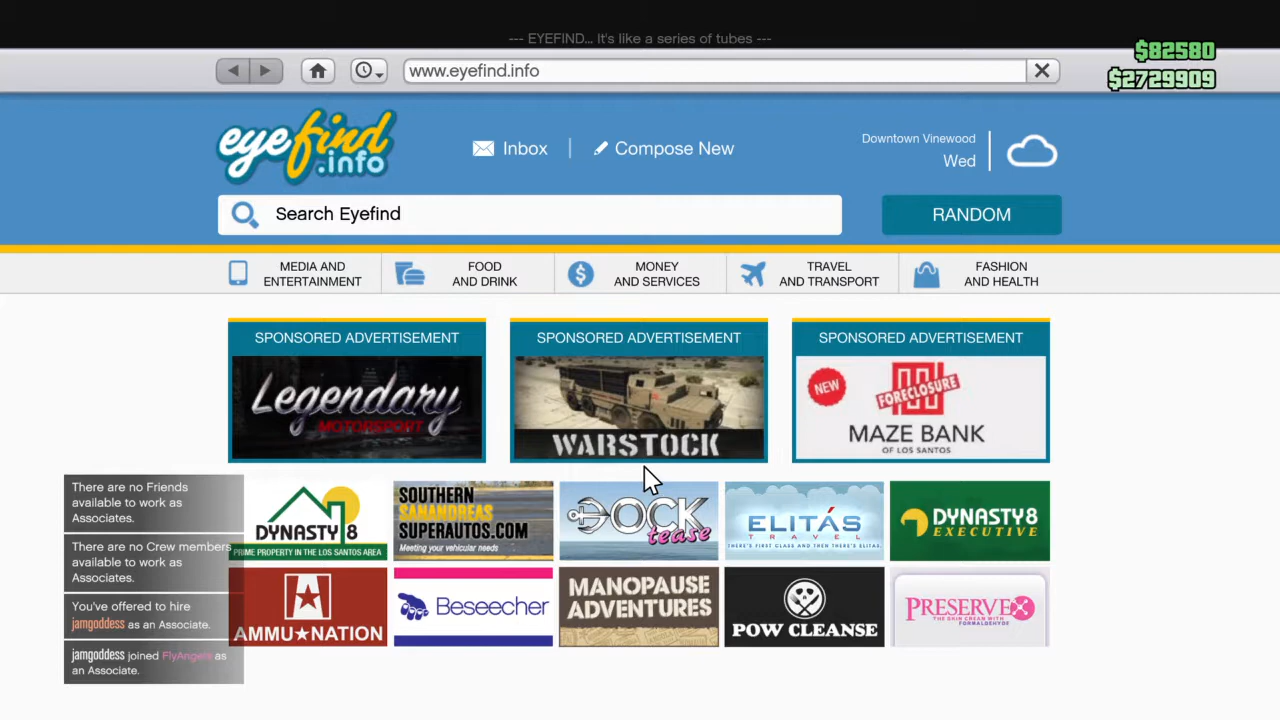 --- EYEFIND... It's like a series of tubes ---
$82580
www.eyefind.info
$2729909
eyefind
.info
Inbox
Compose New
Downtown Vinewood
Wed
Search Eyefind
RANDOM
MEDIA AND
ENTERTAINMENT
FOOD
AND DRINK
MONEY
AND SERVICES
TRAVEL
AND TRANSPORT
FASHION
AND HEALTH
SPONSORED ADVERTISEMENT
Legendary
MOTORSPORT
SPONSORED ADVERTISEMENT
WARSTOCK
SPONSORED ADVERTISEMENT
NEW
FORECLOSURE
MAZE BANK
OF LOS SANTOS
There are no Friends
available to work as
Associates.
There are no Crew members
available to work as
Associates.
You've offered to hire
jamgoddess as an Associate.
jamgoddess joined FlyAngels as
an Associate.
DYNASTY 8
PRIME PROPERTY IN THE LOS SANTOS AREA
SOUTHERN
SANANDREAS
SUPERAUTOS.COM
Meeting your vehicular needs
DOCK
tease
ELITÁS
TRAVEL
THERE'S FIRST CLASS AND THEN THERE'S ELITAS.
DYNASTY8
EXECUTIVE
AMMU★NATION
Beseecher
MANOPAUSE
ADVENTURES
POW CLEANSE
PRESERVEX
THE SKIN CREAM WITH
FORMALDEHYDE